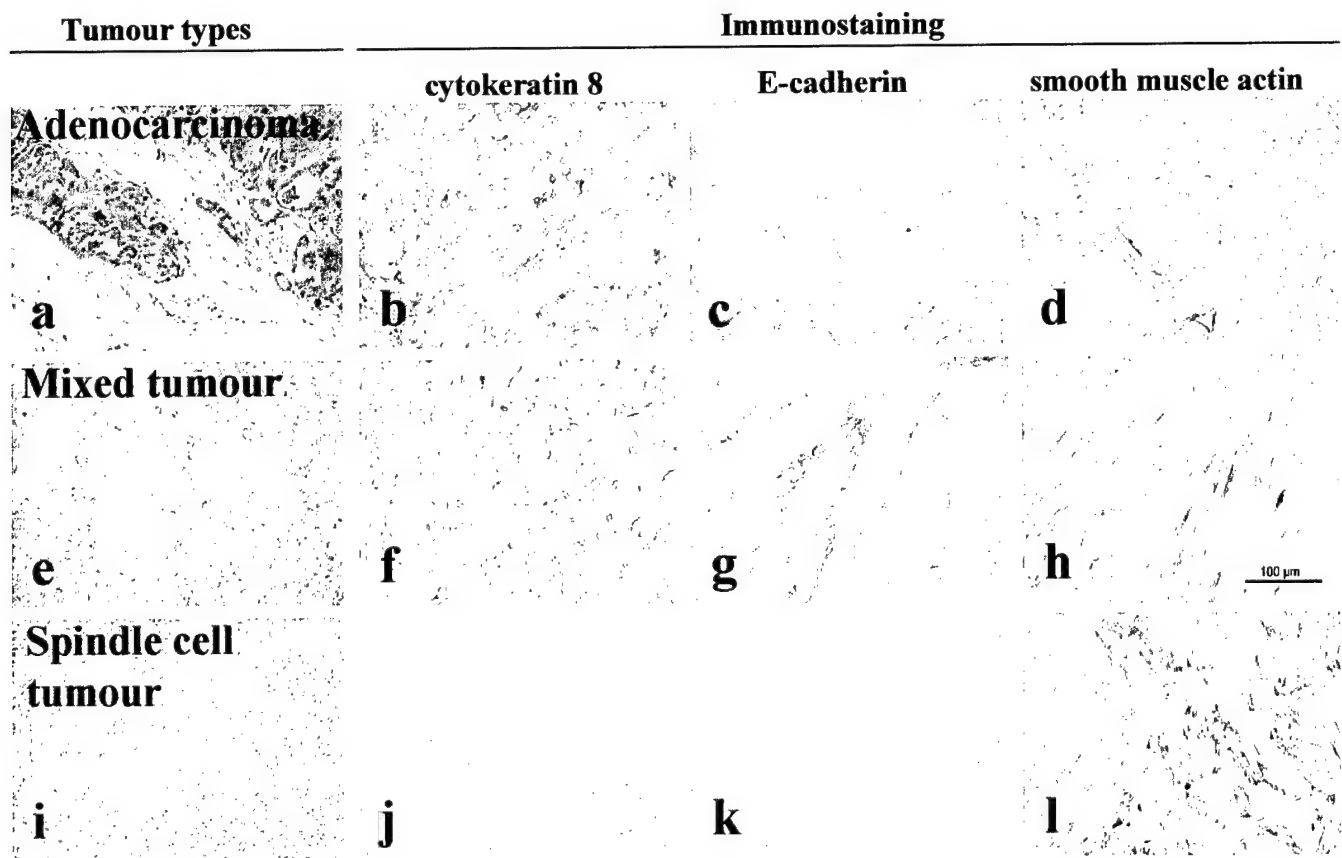 Tumour types
Immunostaining
cytokeratin 8
E-cadherin
smooth muscle actin
Adenocarcinoma
a
b
c
d
Mixed tumour
e
f
g
h
100 µm
Spindle cell
tumour
i
j
k
l